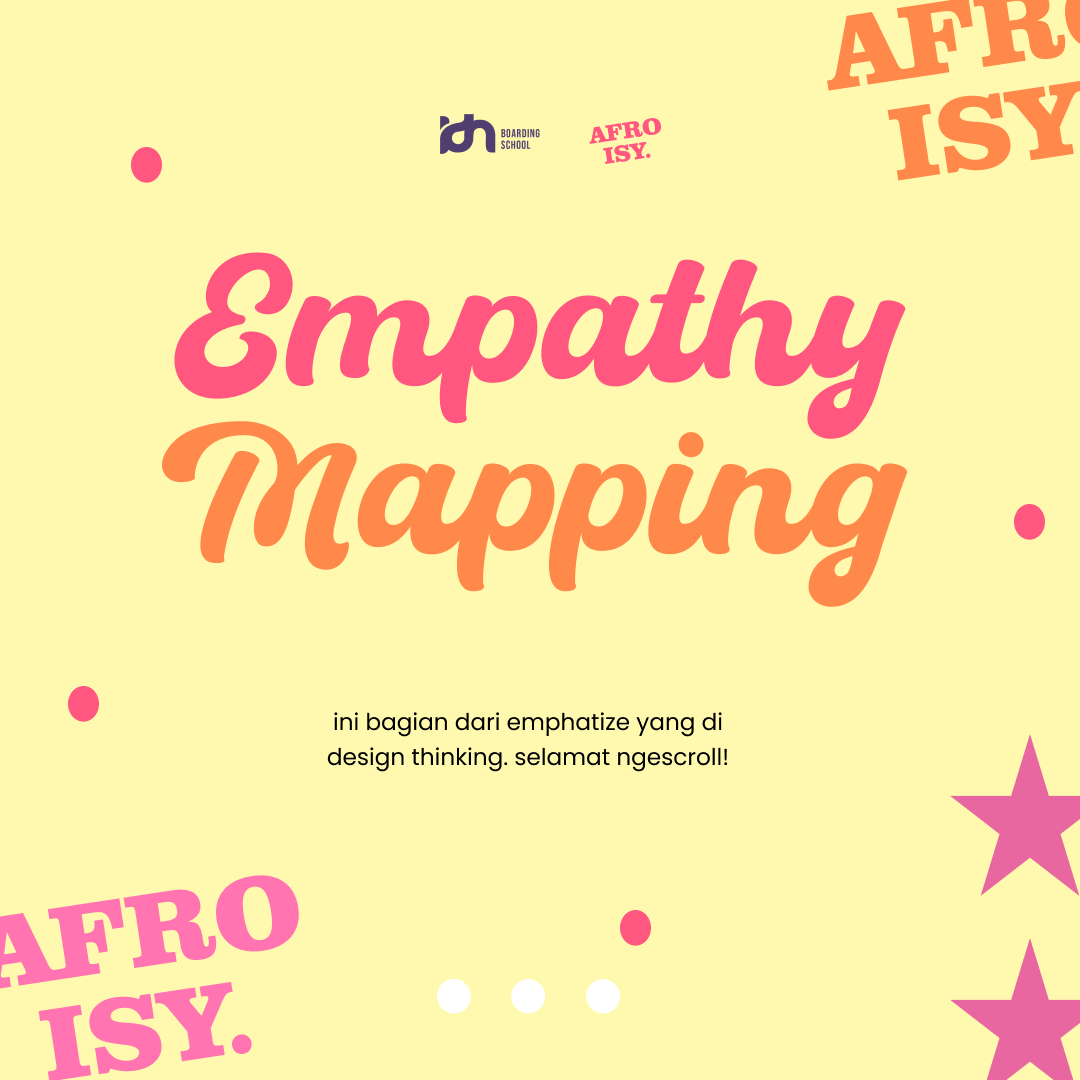 AFRO
ISY
BOARDING
SCHOOL
AFRO
ISY.
Empathy
Mapping
ini bagian dari emphatize yang di
design thinking. selamat ngescroll!
AFRO
ISY.